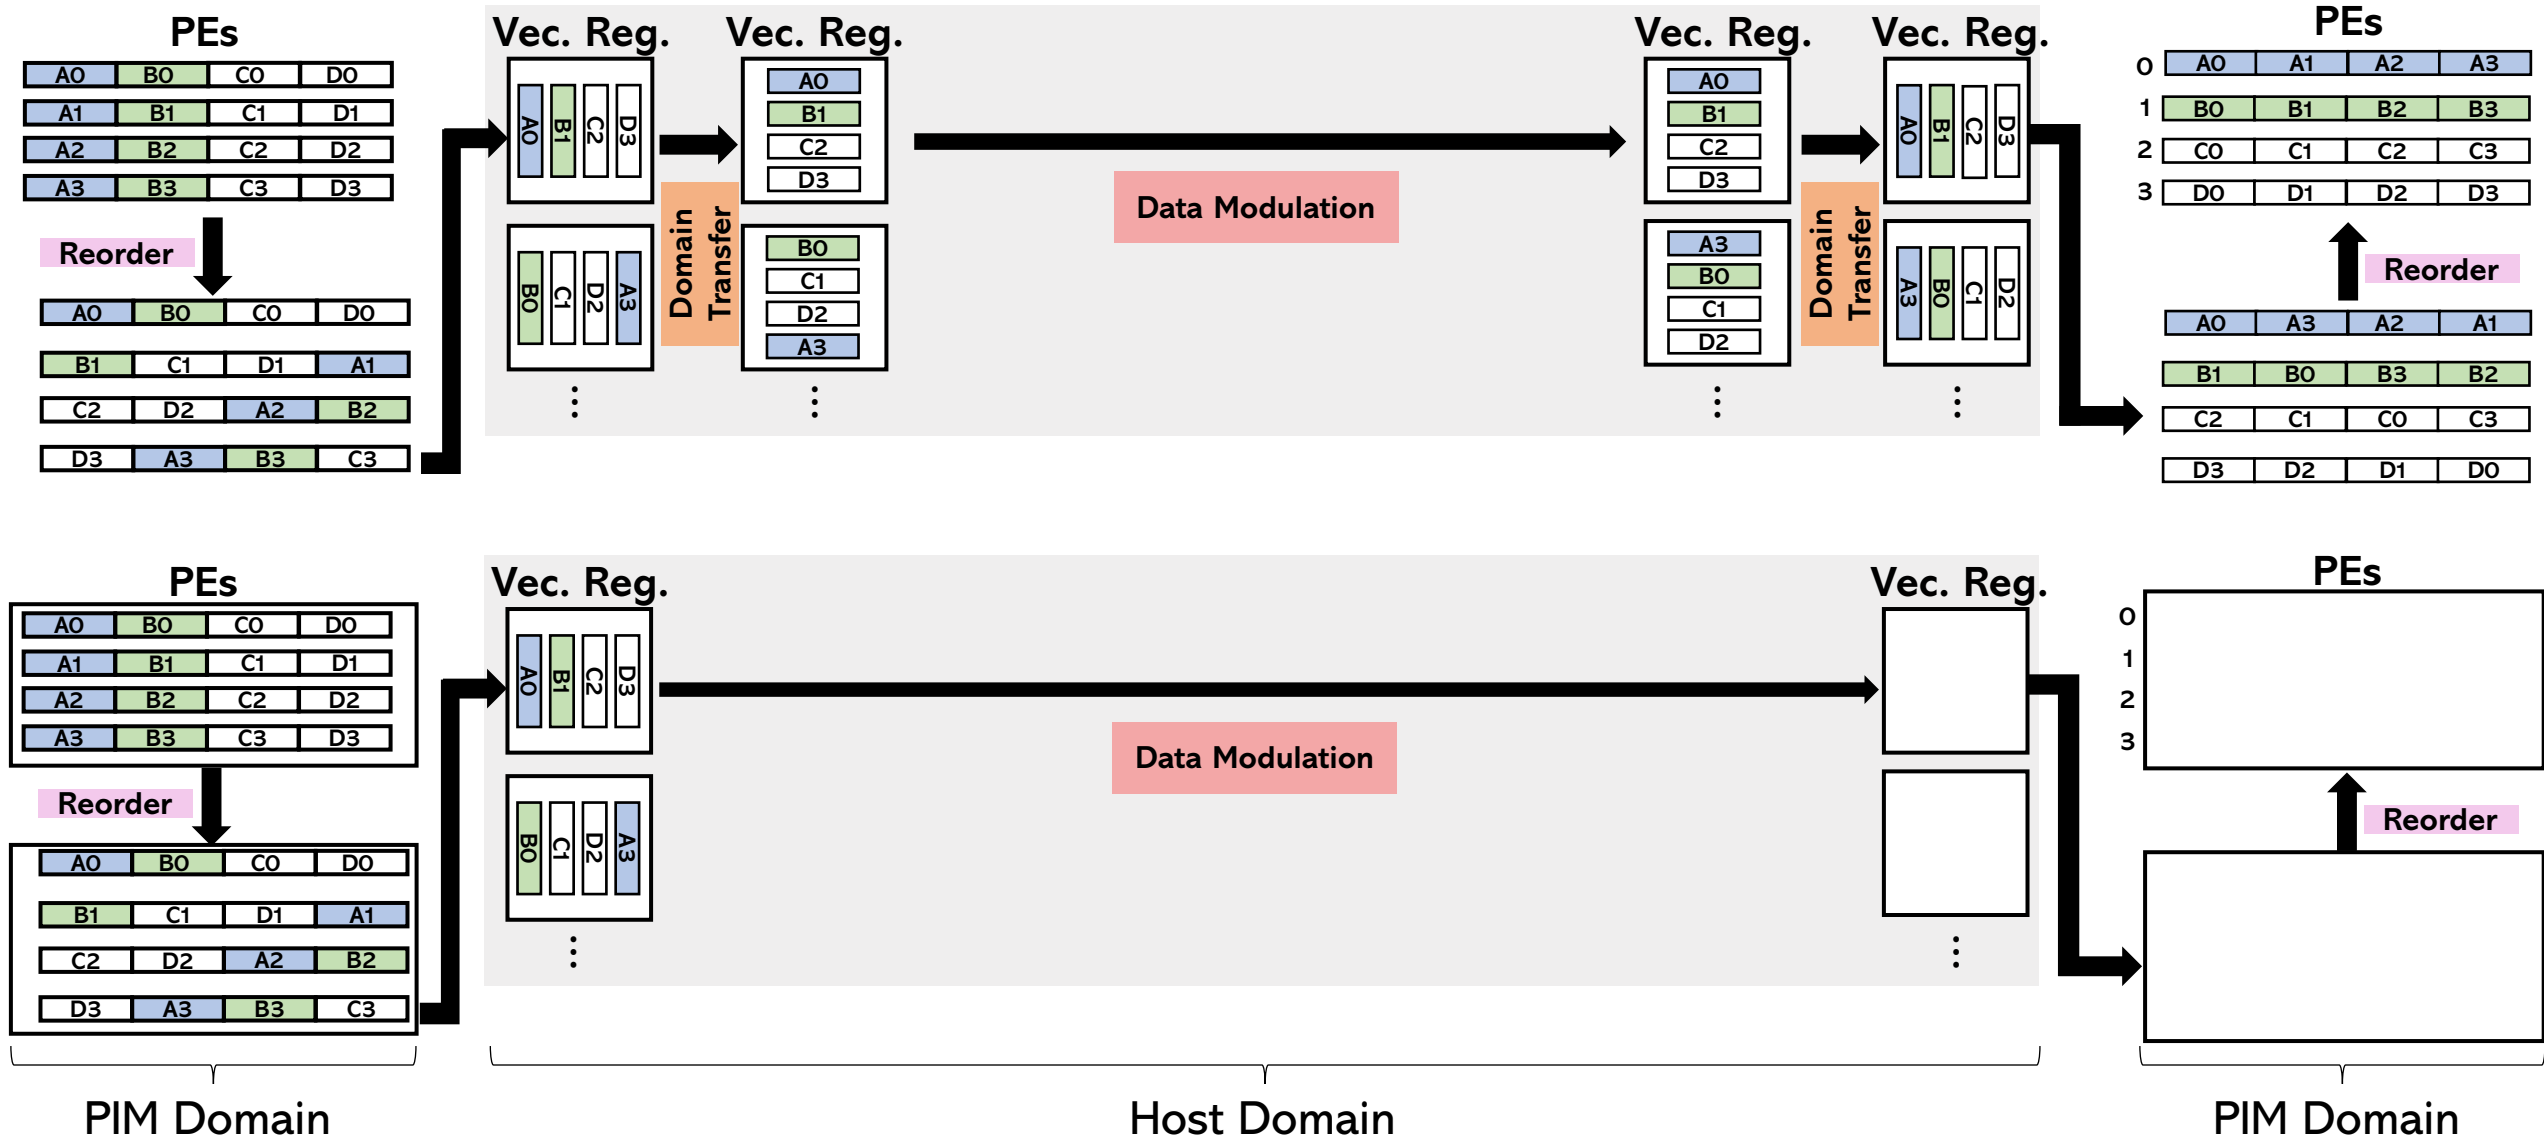 PEs
A0 B0 C0 D0
A1 B1 C1 D1
A2 B2 C2 D2
A3 B3 C3 D3
Reorder
A0 B0 C0 D0
B1 C1 D1 A1
C2 D2 A2 B2
D3 A3 B3 C3
Vec. Reg.
A0 B1 C2 D3
B0 C1 D2 A3
⋮
Domain
Transfer
Vec. Reg.
A0
B1
C2
D3
B0
C1
D2
A3
⋮
Data Modulation
Vec. Reg.
A0
B1
C2
D3
A3
B0
C1
D2
⋮
Domain
Transfer
Vec. Reg.
A0 B1 C2 D3
A3 B0 C1 D2
⋮
PEs
0 A0 A1 A2 A3
1 B0 B1 B2 B3
2 C0 C1 C2 C3
3 D0 D1 D2 D3
Reorder
A0 A3 A2 A1
B1 B0 B3 B2
C2 C1 C0 C3
D3 D2 D1 D0
PEs
A0 B0 C0 D0
A1 B1 C1 D1
A2 B2 C2 D2
A3 B3 C3 D3
Reorder
A0 B0 C0 D0
B1 C1 D1 A1
C2 D2 A2 B2
D3 A3 B3 C3
Vec. Reg.
A0 B1 C2 D3
B0 C1 D2 A3
⋮
Data Modulation
Vec. Reg.
⋮
PEs
0
1
2
3
Reorder
PIM Domain
Host Domain
PIM Domain